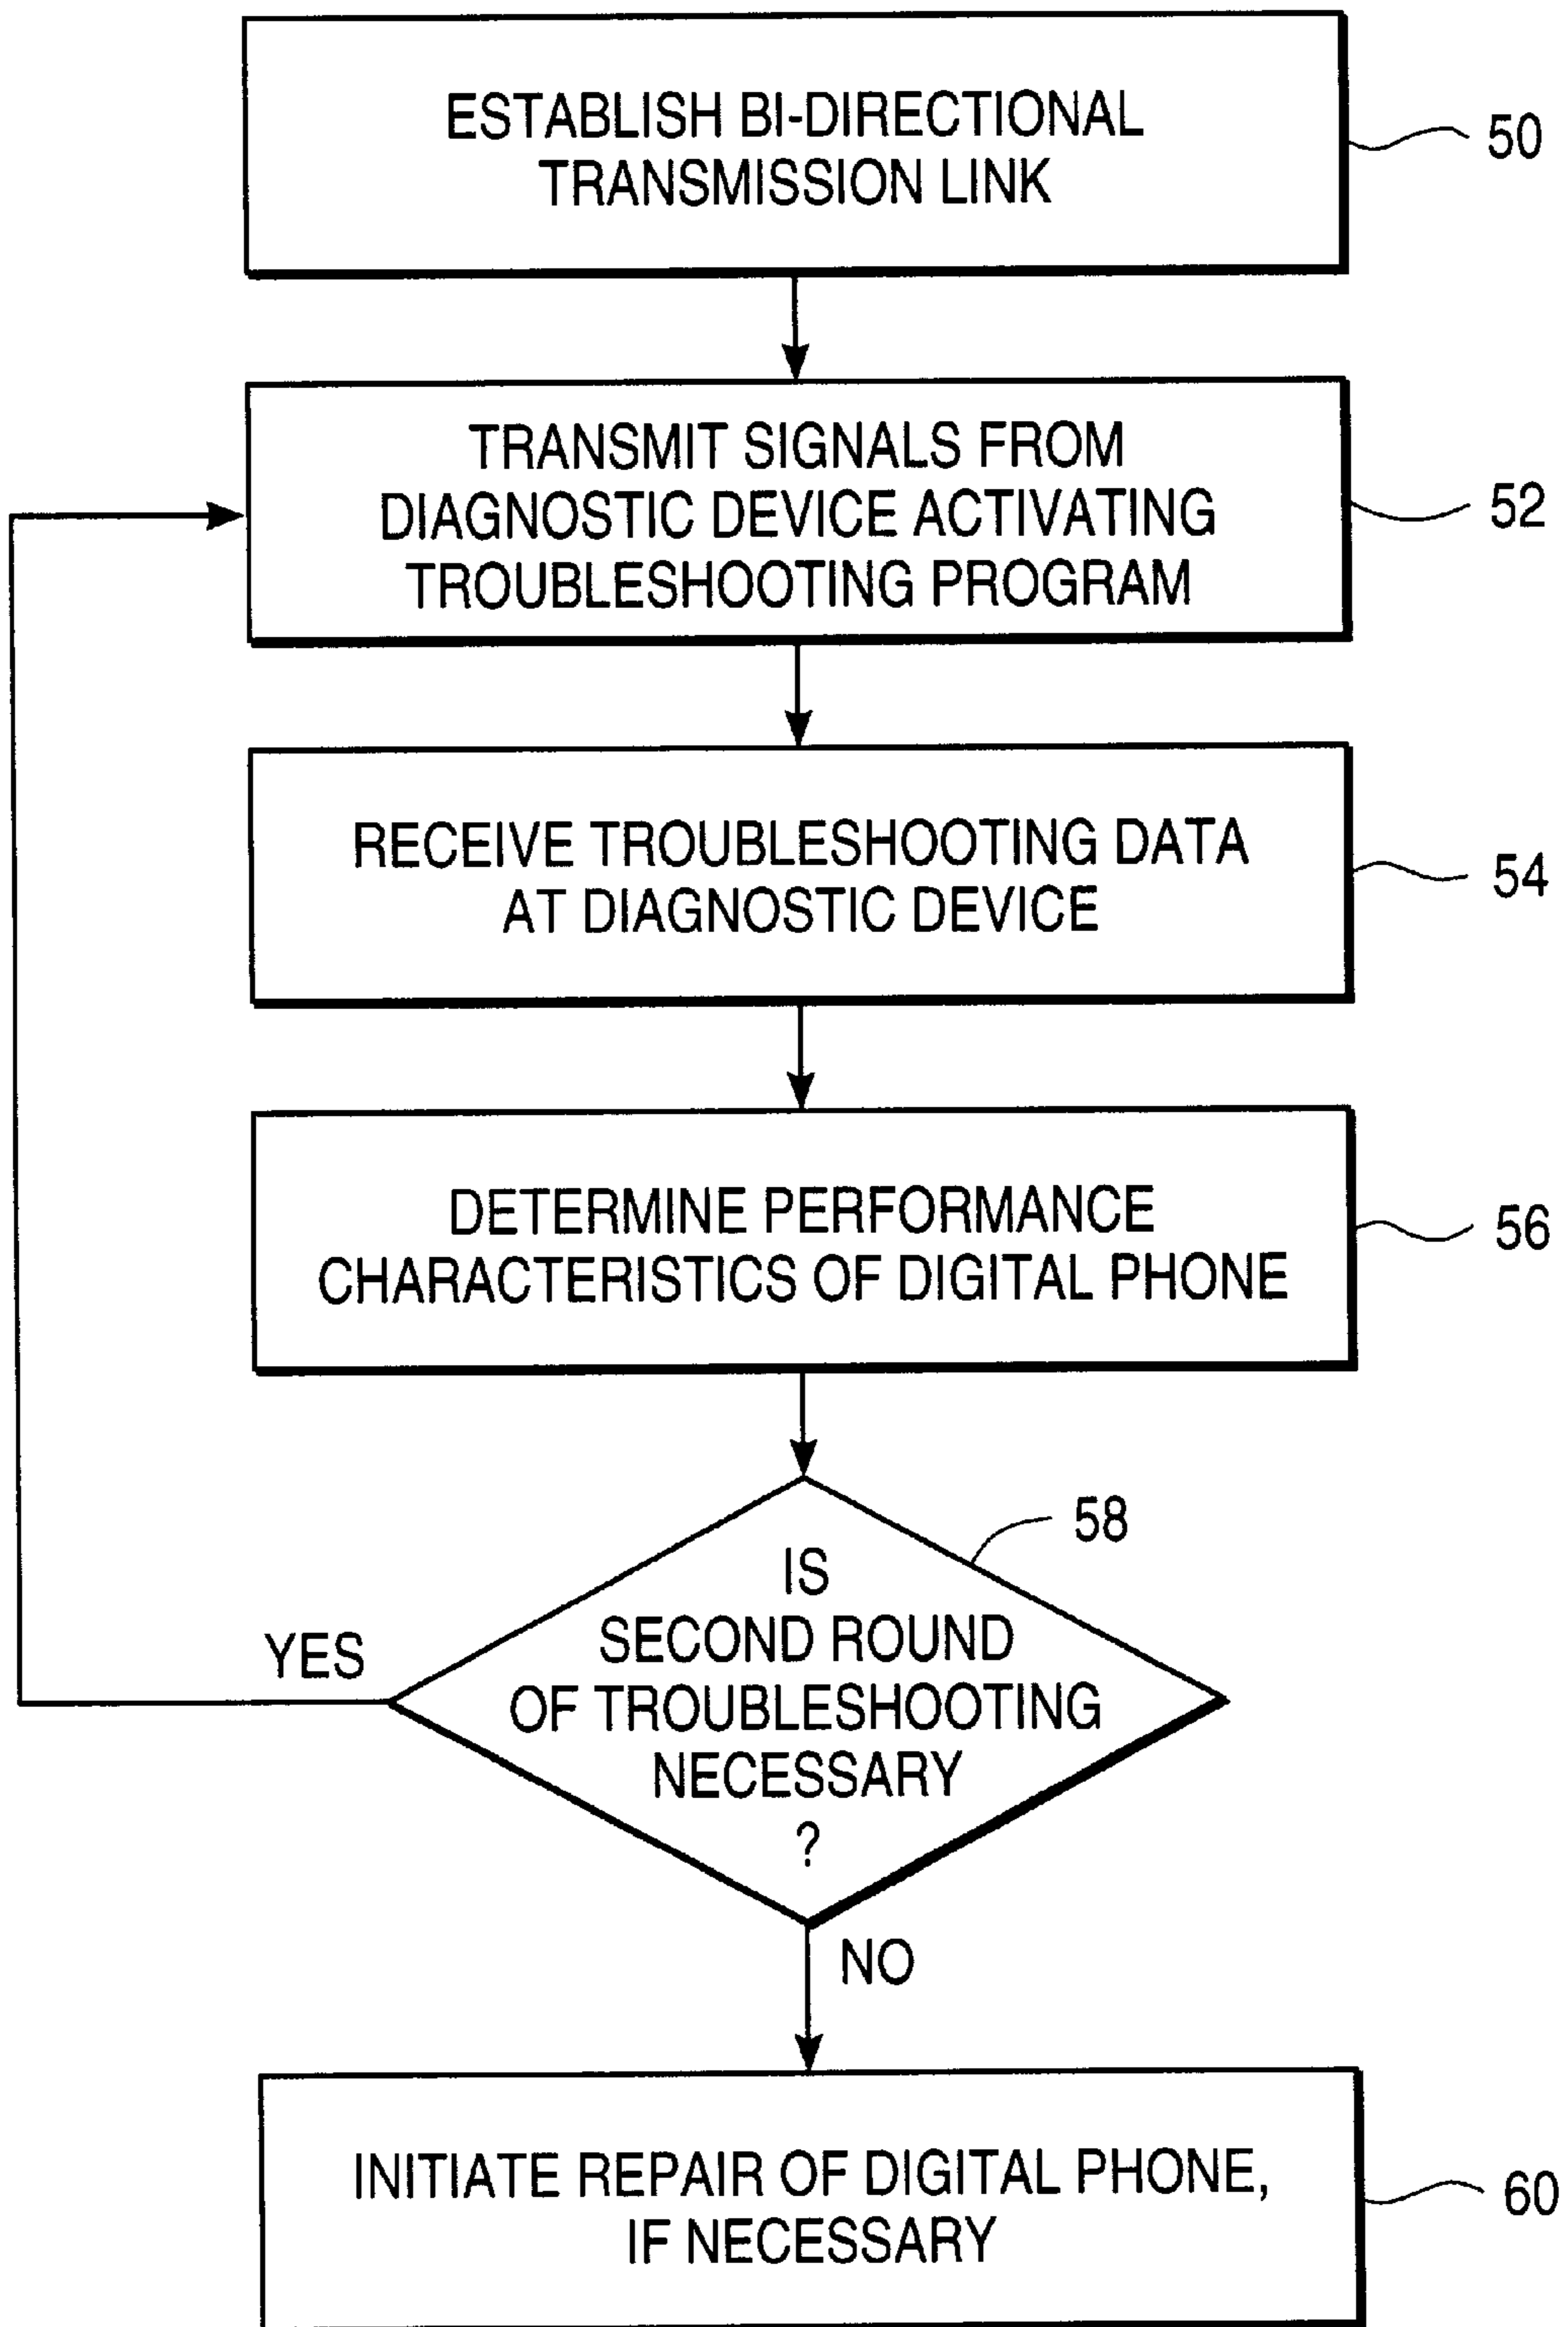 ESTABLISH BI-DIRECTIONAL
TRANSMISSION LINK
50
TRANSMIT SIGNALS FROM
DIAGNOSTIC DEVICE ACTIVATING
TROUBLESHOOTING PROGRAM
52
RECEIVE TROUBLESHOOTING DATA
AT DIAGNOSTIC DEVICE
54
DETERMINE PERFORMANCE
CHARACTERISTICS OF DIGITAL PHONE
56
58
IS
SECOND ROUND
OF TROUBLESHOOTING
NECESSARY
?
YES
NO
INITIATE REPAIR OF DIGITAL PHONE,
IF NECESSARY
60